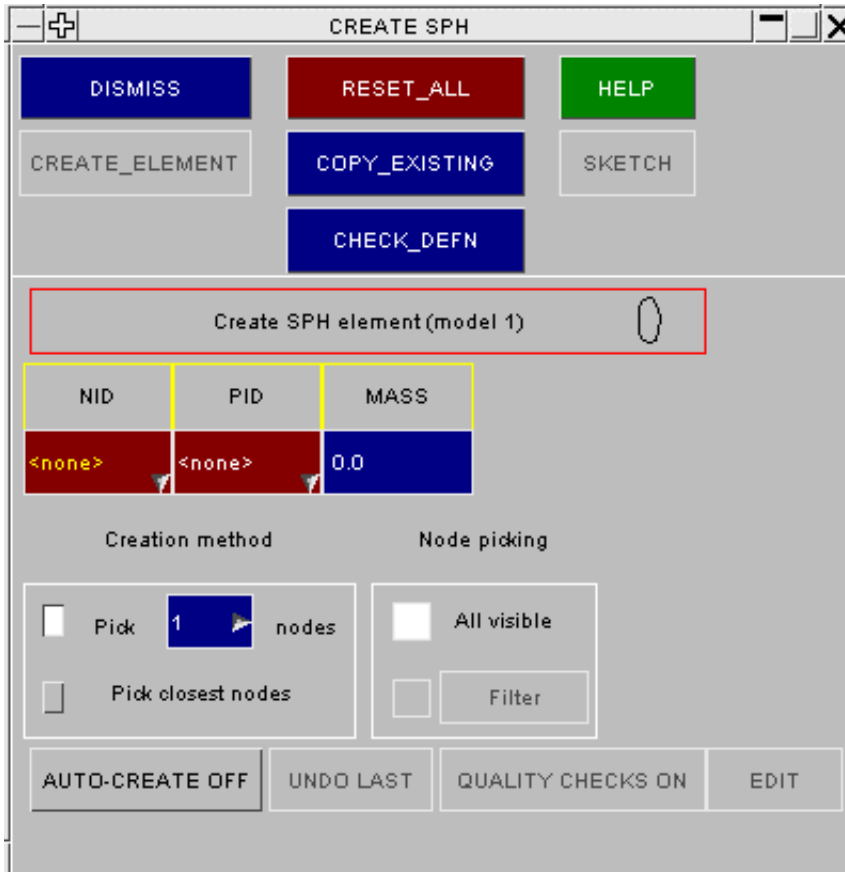 CREATE SPH
DISMISS RESET_ALL HELP
CREATE_ELEMENT COPY_EXISTING SKETCH
CHECK_DEFN
Create SPH element (model 1)
NID PID MASS
<none> <none> 0.0
Creation method Node picking
Pick 1 nodes All visible
Pick closest nodes Filter
AUTO-CREATE OFF UNDO LAST QUALITY CHECKS ON EDIT